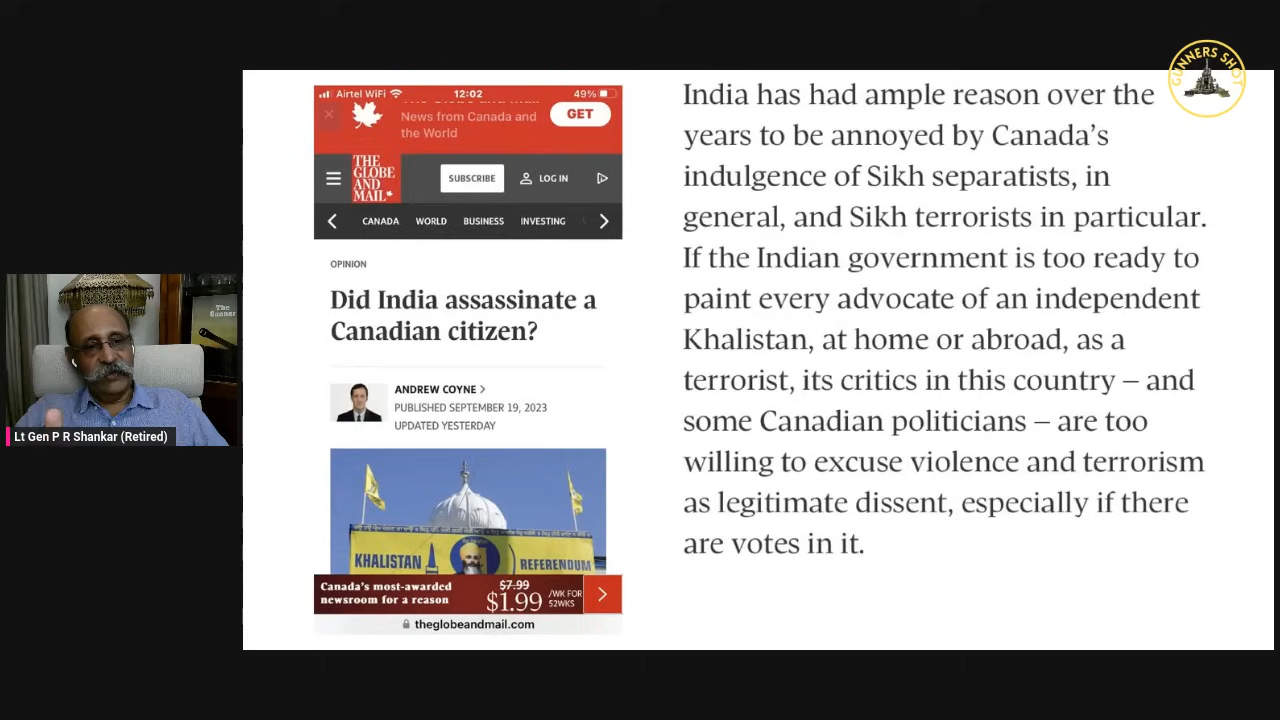 GUNNERS SHOT
Airtel WiFi
12:02
49%
News from Canada and
the World
GET
THE
GLOBE
AND
MAIL
SUBSCRIBE
LOG IN
CANADA WORLD BUSINESS INVESTING
OPINION
Did India assassinate a
Canadian citizen?
ANDREW COYNE >
PUBLISHED SEPTEMBER 19, 2023
UPDATED YESTERDAY
KHALISTAN REFERENDUM
Canada's most-awarded
newsroom for a reason
$7.99
$1.99
/WK FOR
52WKS
theglobeandmail.com
India has had ample reason over the
years to be annoyed by Canada's
indulgence of Sikh separatists, in
general, and Sikh terrorists in particular.
If the Indian government is too ready to
paint every advocate of an independent
Khalistan, at home or abroad, as a
terrorist, its critics in this country – and
some Canadian politicians – are too
willing to excuse violence and terrorism
as legitimate dissent, especially if there
are votes in it.
The
Gunner
Lt Gen P R Shankar (Retired)